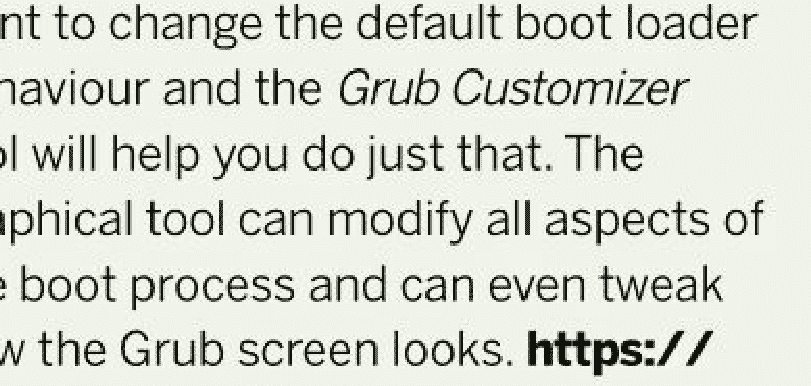 nt to change the default boot loader
haviour and the Grub Customizer
ol will help you do just that. The
aphical tool can modify all aspects of
e boot process and can even tweak
w the Grub screen looks. https://